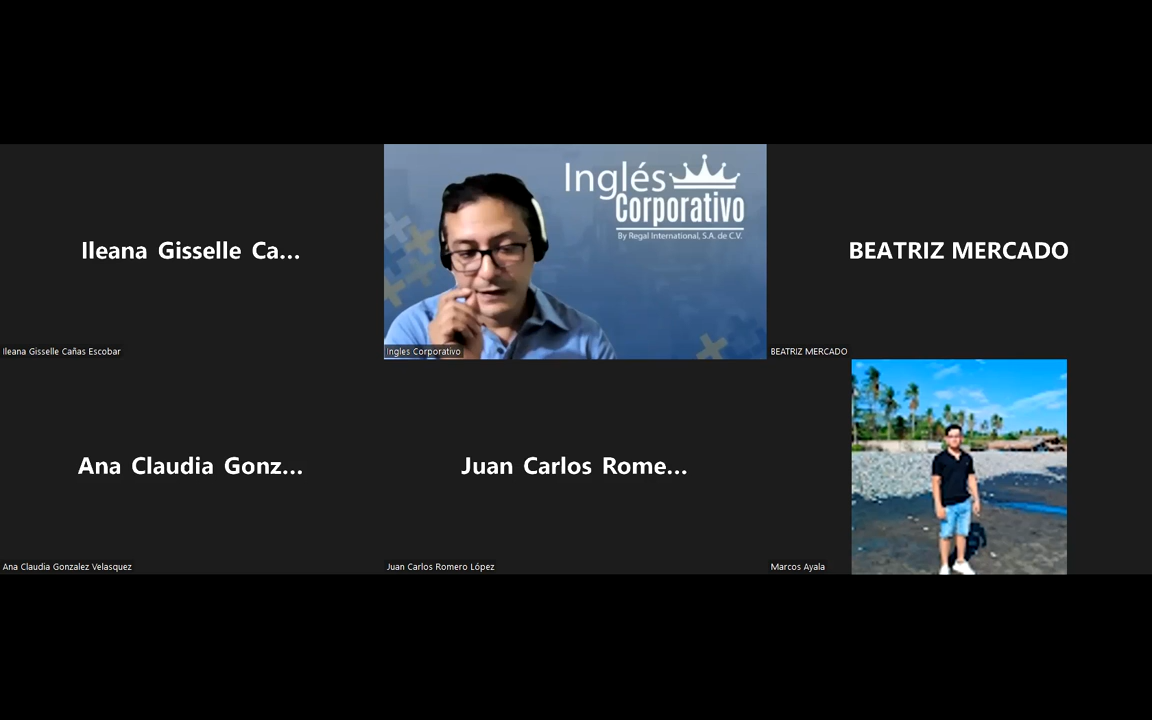 Ileana Gisselle Ca...
Inglés
Corporativo
By Regal International, S.A. de C.V.
BEATRIZ MERCADO
Ileana Gisselle Cañas Escobar
Ingles Corporativo
BEATRIZ MERCADO
Ana Claudia Gonz...
Juan Carlos Rome...
Ana Claudia Gonzalez Velasquez
Juan Carlos Romero López
Marcos Ayala